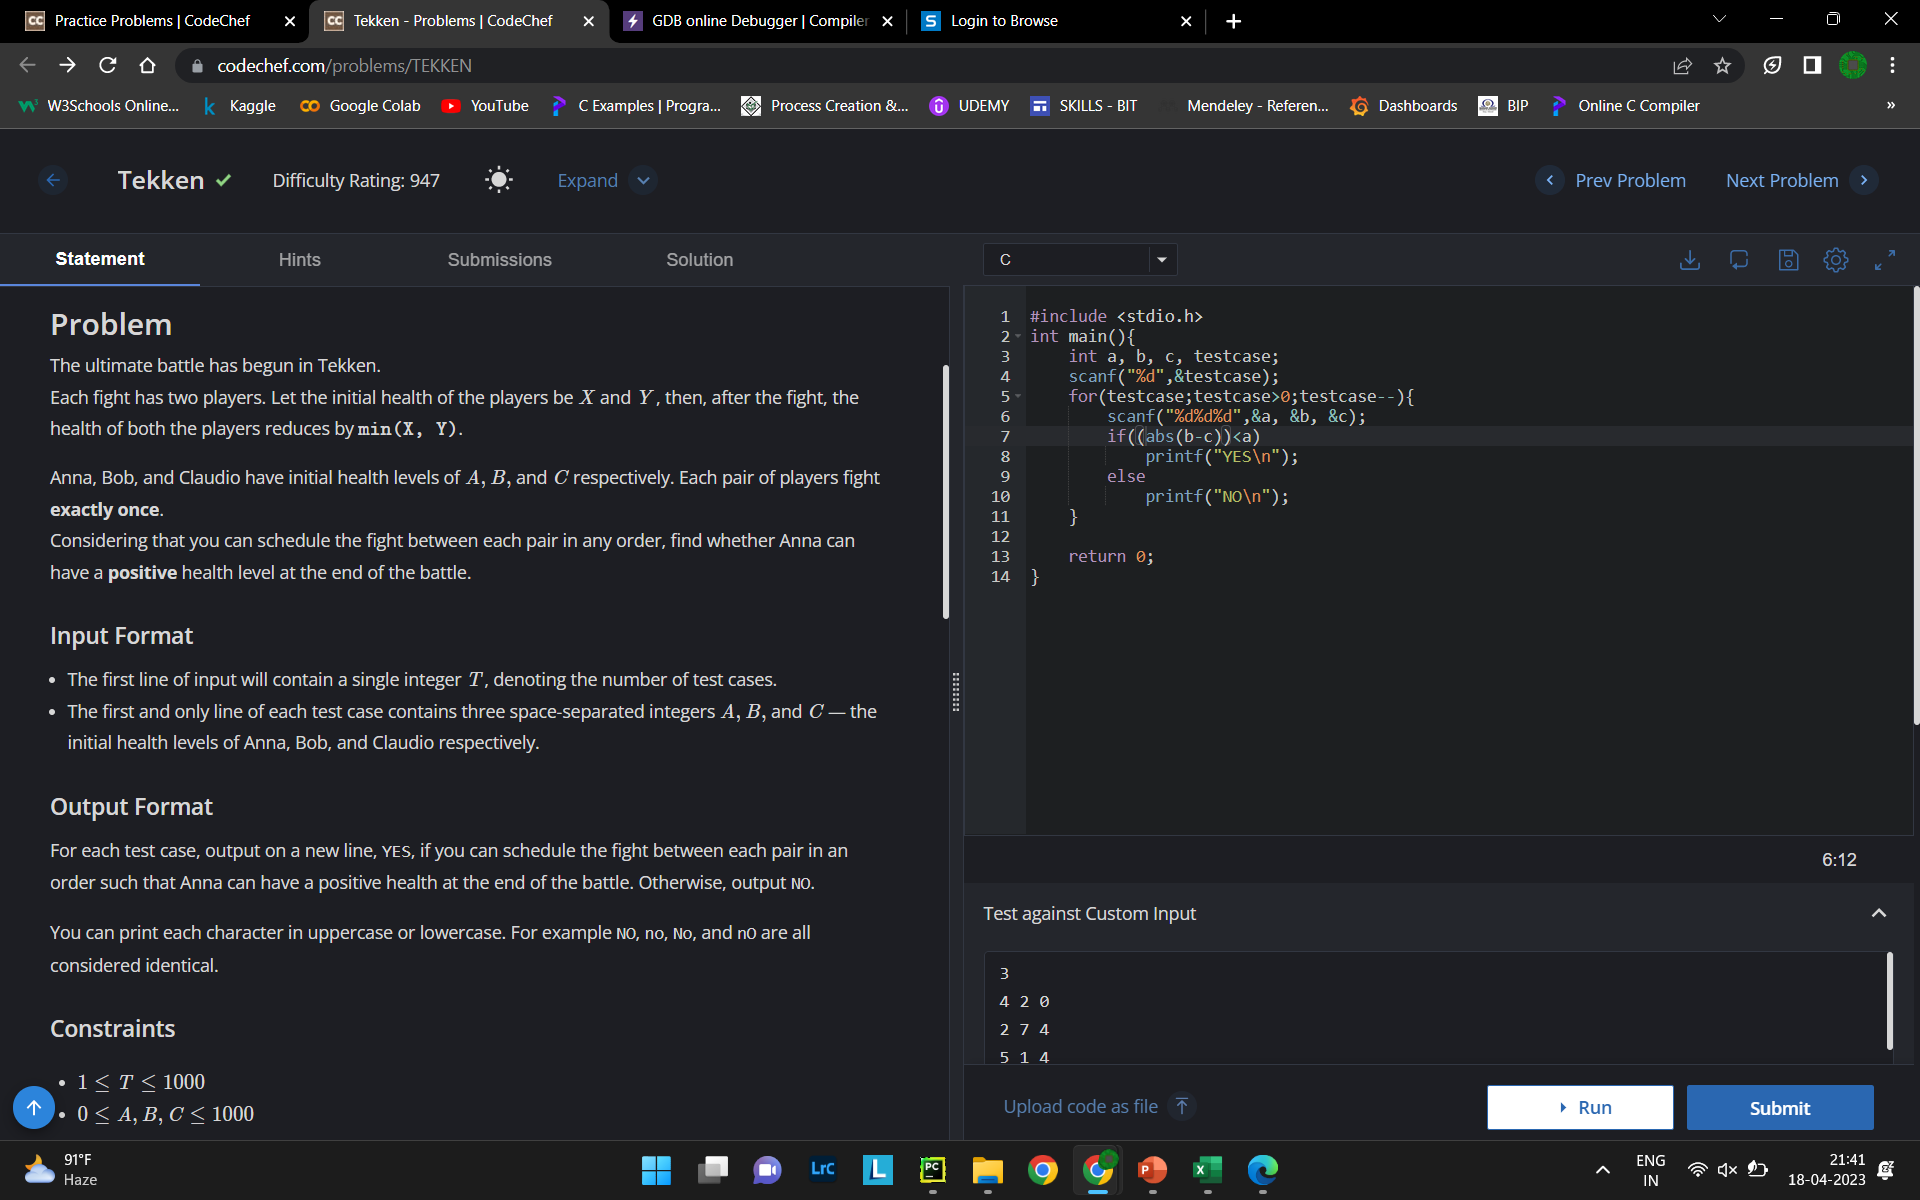 Practice Problems | CodeChef
Tekken - Problems | CodeChef
GDB online Debugger | Compiler
Login to Browse
codechef.com/problems/TEKKEN
W3Schools Online...
Kaggle
Google Colab
YouTube
C Examples | Progra...
Process Creation &...
UDEMY
SKILLS - BIT
Mendeley - Referen...
Dashboards
BIP
Online C Compiler
»
Tekken
Difficulty Rating: 947
Expand
Prev Problem
Next Problem
Statement
Hints
Submissions
Solution
C
Problem
The ultimate battle has begun in Tekken.
Each fight has two players. Let the initial health of the players be X and Y, then, after the fight, the
health of both the players reduces by min(X, Y).
Anna, Bob, and Claudio have initial health levels of A, B, and C respectively. Each pair of players fight
exactly once.
Considering that you can schedule the fight between each pair in any order, find whether Anna can
have a positive health level at the end of the battle.
Input Format
• The first line of input will contain a single integer T, denoting the number of test cases.
• The first and only line of each test case contains three space-separated integers A, B, and C — the
initial health levels of Anna, Bob, and Claudio respectively.
Output Format
For each test case, output on a new line, YES, if you can schedule the fight between each pair in an
order such that Anna can have a positive health at the end of the battle. Otherwise, output NO.
You can print each character in uppercase or lowercase. For example NO, no, No, and nO are all
considered identical.
Constraints
• 1 ≤ T ≤ 1000
• 0 ≤ A, B, C ≤ 1000
1 #include <stdio.h>
2 int main(){
3 int a, b, c, testcase;
4 scanf("%d",&testcase);
5 for(testcase;testcase>0;testcase--){
6 scanf("%d%d%d",&a, &b, &c);
7 if((abs(b-c))<a)
8 printf("YES\n");
9 else
10 printf("NO\n");
11 }
12
13 return 0;
14 }
6:12
Test against Custom Input
3
4 2 0
2 7 4
5 1 4
Upload code as file
Run
Submit
91°F
Haze
LrC
L
PC
P
X
ENG
IN
21:41
18-04-2023